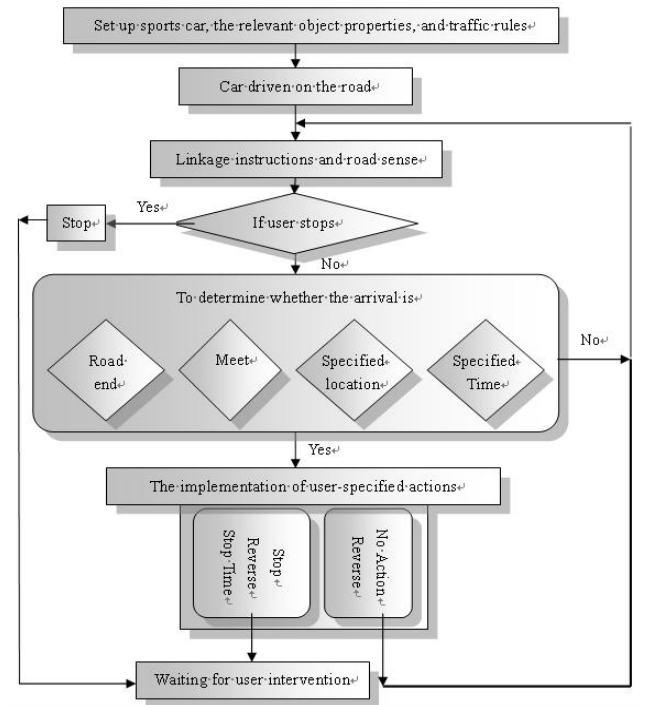 Set up sports car, the relevant object properties, and traffic rules
Car driven on the road
Linkage instructions and road sense
Yes
Stop
If user stops
No
To determine whether the arrival is
Road
end
Meet
Specified
location
Specified
Time
No
Yes
The implementation of user-specified actions
Stop
Reverse
Stop Time
No Action
Reverse
Waiting for user intervention